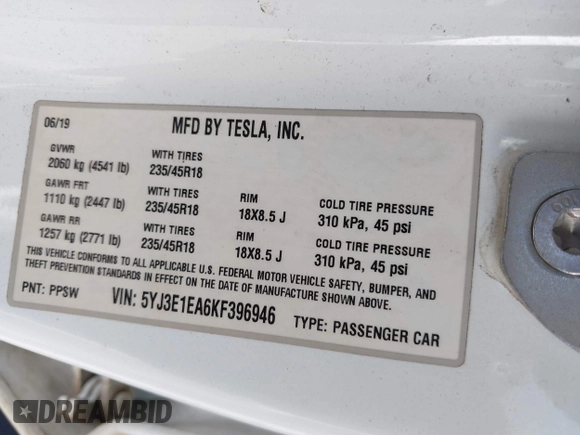 06/19 MFD BY TESLA, INC.
GVWR WITH TIRES
2060 kg (4541 lb) 235/45R18
GAWR FRT WITH TIRES RIM COLD TIRE PRESSURE
1110 kg (2447 lb) 235/45R18 18X8.5 J 310 kPa, 45 psi
GAWR RR WITH TIRES RIM COLD TIRE PRESSURE
1257 kg (2771 lb) 235/45R18 18X8.5 J 310 kPa, 45 psi
THIS VEHICLE CONFORMS TO ALL APPLICABLE U.S. FEDERAL MOTOR VEHICLE SAFETY, BUMPER, AND
THEFT PREVENTION STANDARDS IN EFFECT ON THE DATE OF MANUFACTURE SHOWN ABOVE.
PNT: PPSW VIN: 5YJ3E1EA6KF396946 TYPE: PASSENGER CAR
DREAMBID